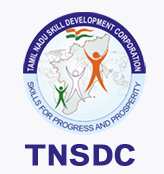 TAMIL NADU SKILL DEVELOPMENT CORPORATION
SKILLS FOR PROGRESS AND PROSPERITY
TNSDC